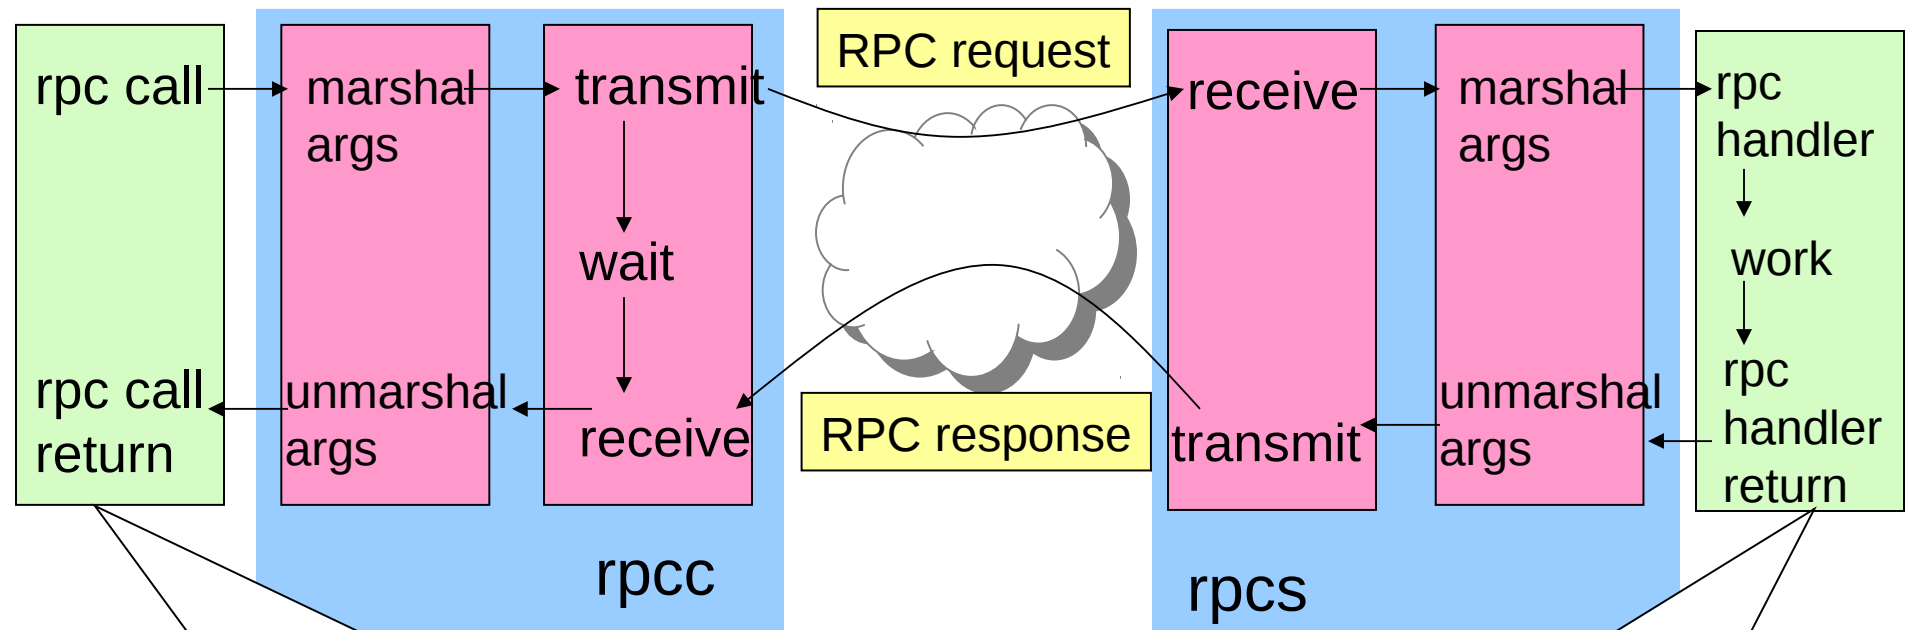 rpc call
marshal
args
transmit
RPC request
receive
marshal
args
rpc
handler
wait
work
rpc call
return
unmarshal
args
receive
RPC response
transmit
unmarshal
args
rpc
handler
return
rpcc
rpcs